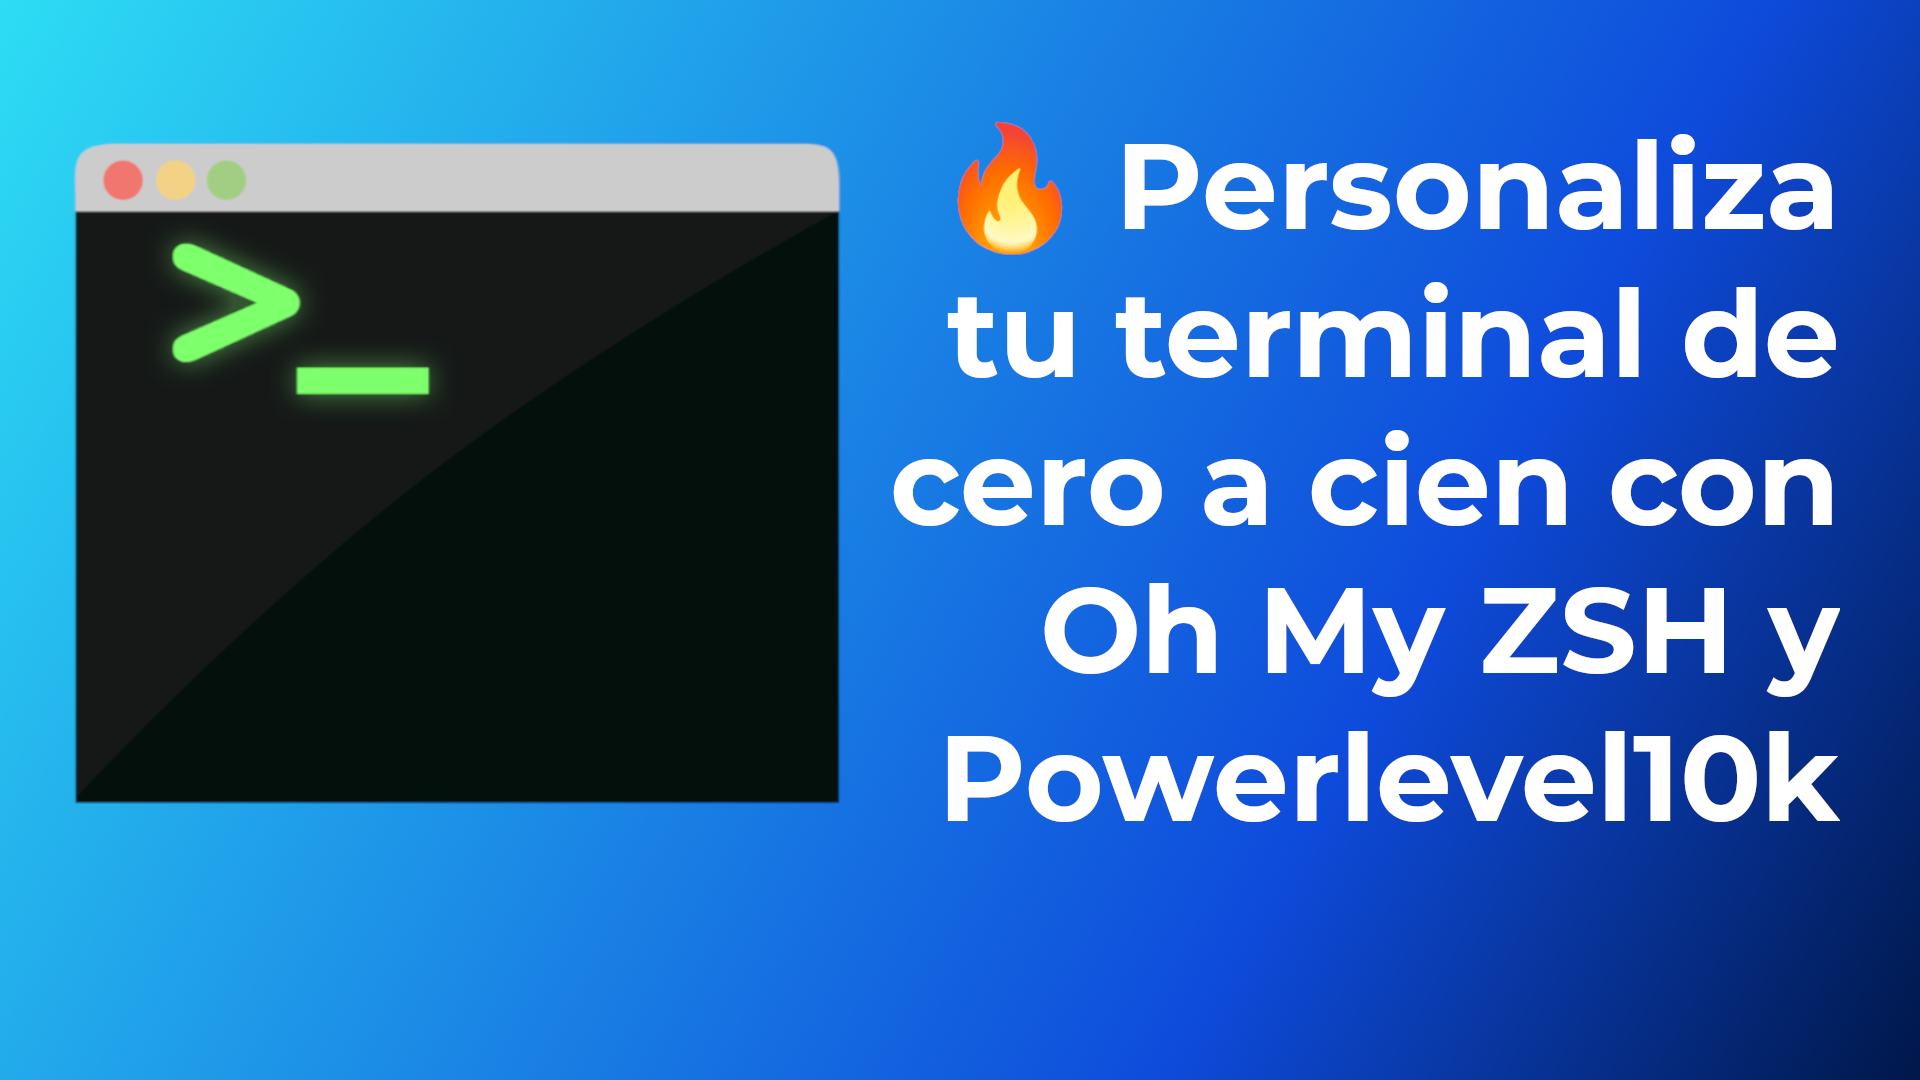 >_
🔥 Personaliza
tu terminal de
cero a cien con
Oh My ZSH y
Powerlevel10k